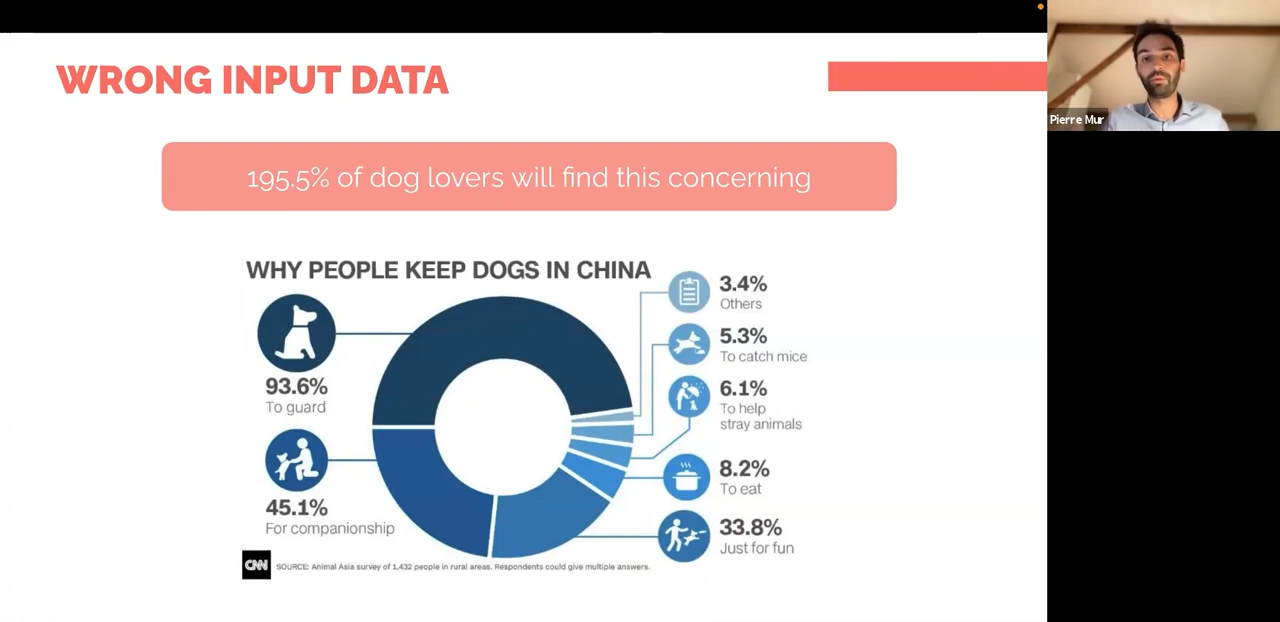 WRONG INPUT DATA
Pierre Mur
195.5% of dog lovers will find this concerning
WHY PEOPLE KEEP DOGS IN CHINA
93.6%
To guard
45.1%
For companionship
3.4%
Others
5.3%
To catch mice
6.1%
To help
stray animals
8.2%
To eat
33.8%
Just for fun
CNN
SOURCE: Animal Asia survey of 1,432 people in rural areas. Respondents could give multiple answers.